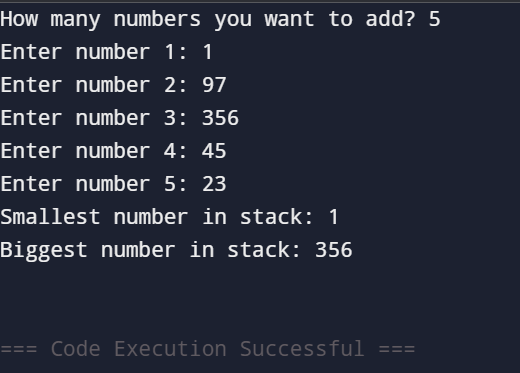 How many numbers you want to add? 5
Enter number 1: 1
Enter number 2: 97
Enter number 3: 356
Enter number 4: 45
Enter number 5: 23
Smallest number in stack: 1
Biggest number in stack: 356
=== Code Execution Successful ===